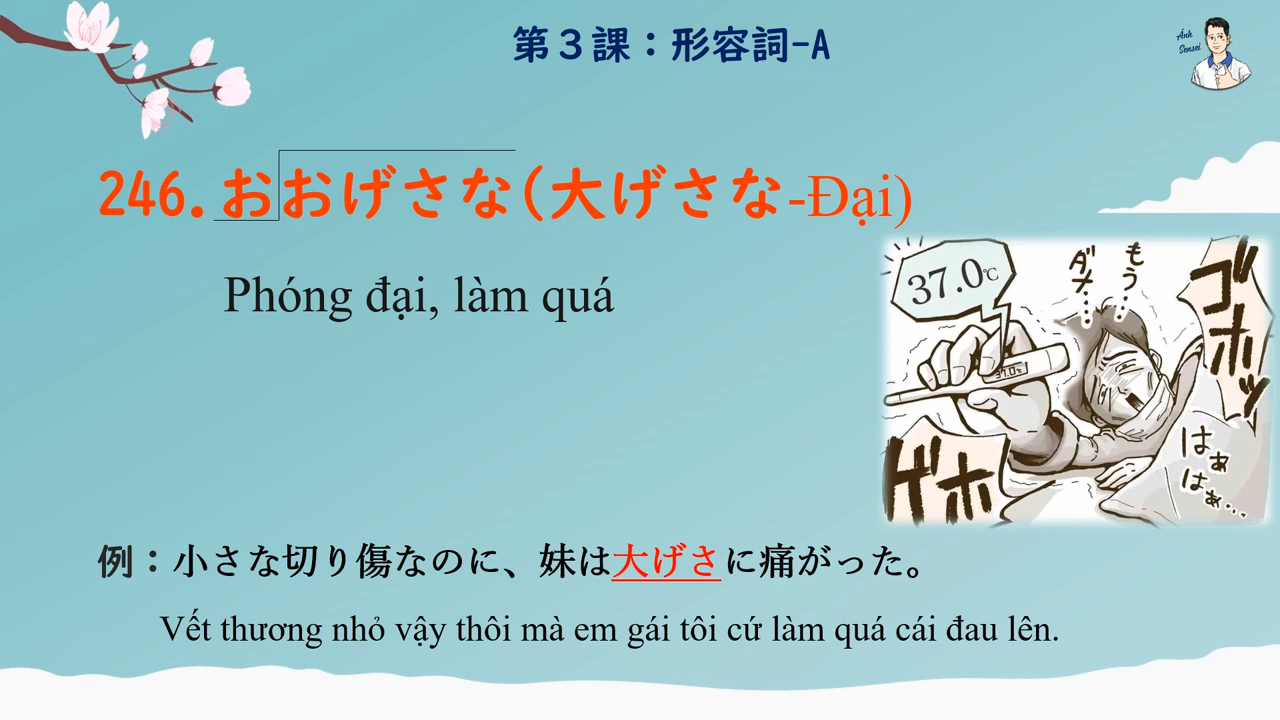 第３課：形容詞-A
Ánh
Sensei
246.おおげさな(大げさな-Đại)
Phóng đại, làm quá
37.0℃
もう…
ダメ……
ゴホッ
37.0℃
ゲホ
はぁ
はぁ…
例：小さな切り傷なのに、妹は大げさに痛がった。
Vết thương nhỏ vậy thôi mà em gái tôi cứ làm quá cái đau lên.